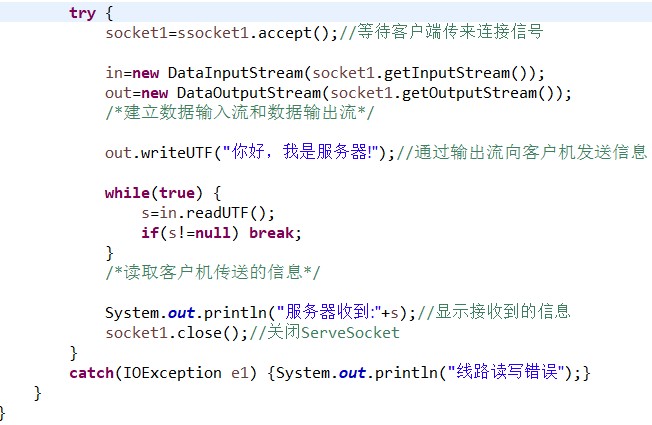 try {
socket1=ssocket1.accept();//等待客户端传来连接信号
in=new DataInputStream(socket1.getInputStream());
out=new DataOutputStream(socket1.getOutputStream());
/*建立数据输入流和数据输出流*/
out.writeUTF("你好，我是服务器!");//通过输出流向客户机发送信息
while(true) {
s=in.readUTF();
if(s!=null) break;
}
/*读取客户机传送的信息*/
System.out.println("服务器收到:"+s);//显示接收到的信息
socket1.close();//关闭ServeSocket
}
catch(IOException e1) {System.out.println("线路读写错误");}
}
}